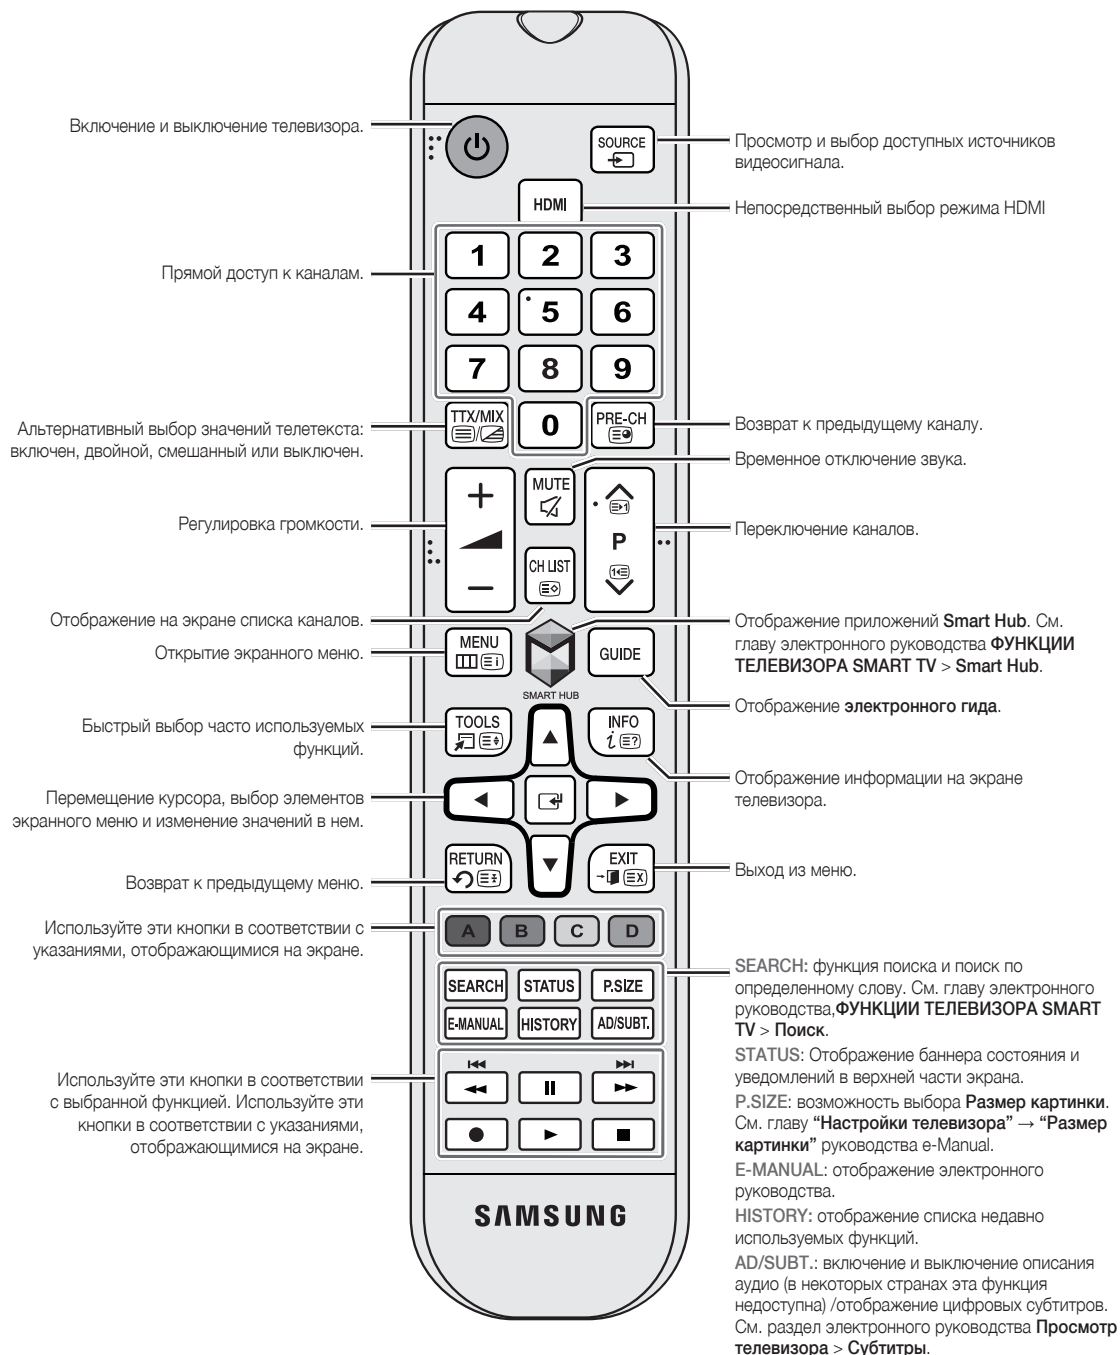 Включение и выключение телевизора.
SOURCE
Просмотр и выбор доступных источников
видеосигнала.
HDMI
Непосредственный выбор режима HDMI
1 2 3
Прямой доступ к каналам.
4 5 6
7 8 9
TTX/MIX
0
PRE-CH
Альтернативный выбор значений телетекста:
включен, двойной, смешанный или выключен.
Возврат к предыдущему каналу.
Временное отключение звука.
MUTE
Регулировка громкости.
P
Переключение каналов.
CH LIST
Отображение на экране списка каналов.
Отображение приложений Smart Hub. См.
главу электронного руководства ФУНКЦИИ
ТЕЛЕВИЗОРА SMART TV > Smart Hub.
MENU
GUIDE
Открытие экранного меню.
SMART HUB
Отображение электронного гида.
TOOLS
INFO
Быстрый выбор часто используемых
функций.
Отображение информации на экране
телевизора.
Перемещение курсора, выбор элементов
экранного меню и изменение значений в нем.
RETURN
EXIT
Возврат к предыдущему меню.
Выход из меню.
A B C D
Используйте эти кнопки в соответствии с
указаниями, отображающимися на экране.
SEARCH STATUS P.SIZE
E-MANUAL HISTORY AD/SUBT.
SEARCH: функция поиска и поиск по
определенному слову. См. главу электронного
руководства,ФУНКЦИИ ТЕЛЕВИЗОРА SMART
TV > Поиск.
STATUS: Отображение баннера состояния и
уведомлений в верхней части экрана.
P.SIZE: возможность выбора Размер картинки.
См. главу “Настройки телевизора” → “Размер
картинки” руководства e-Manual.
E-MANUAL: отображение электронного
руководства.
HISTORY: отображение списка недавно
используемых функций.
AD/SUBT.: включение и выключение описания
аудио (в некоторых странах эта функция
недоступна) /отображение цифровых субтитров.
См. раздел электронного руководства Просмотр
телевизора > Субтитры.
Используйте эти кнопки в соответствии
с выбранной функцией. Используйте эти
кнопки в соответствии с указаниями,
отображающимися на экране.
SAMSUNG